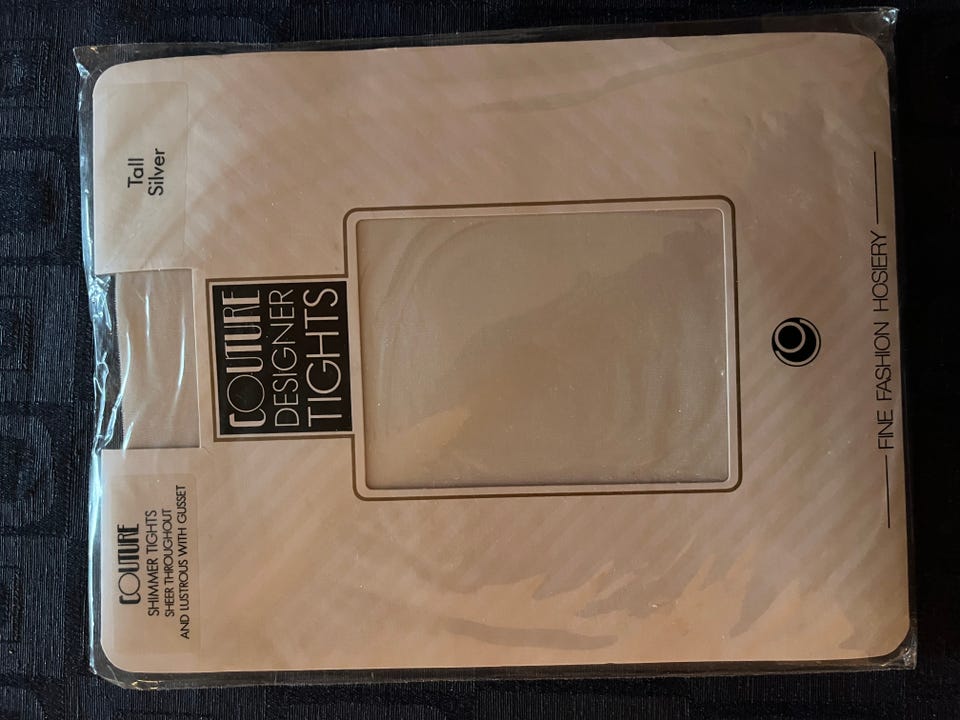 COUTURE
SHIMMER TIGHTS
SHEER THROUGHOUT
AND LUSTROUS WITH GUSSET
Tall
Silver
COUTURE
DESIGNER
TIGHTS
FINE FASHION HOSIERY